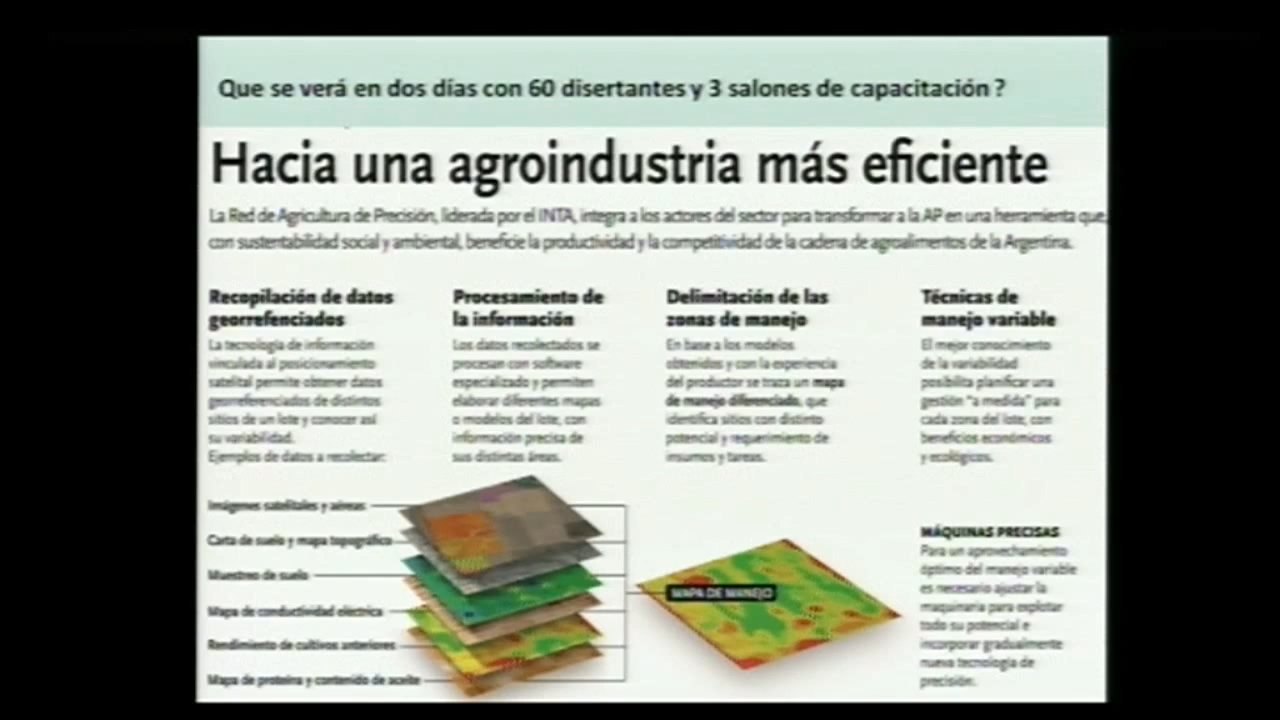 Que se verá en dos días con 60 disertantes y 3 salones de capacitación ?
Hacia una agroindustria más eficiente
La Red de Agricultura de Precisión, liderada por el INTA, integra a los actores del sector para transformar a la AP en una herramienta que,
con sustentabilidad social y ambiental, beneficie la productividad y la competitividad de la cadena de agroalimentos de la Argentina.
Recopilación de datos
georrefenciados
La tecnología de información
vinculada al posicionamiento
satelital permite obtener datos
georreferenciados de distintos
sitios de un lote y conocer así
su variabilidad.
Ejemplos de datos a recolectar:
Procesamiento de
la información
Los datos recolectados se
procesan con software
especializado y permiten
elaborar diferentes mapas
o modelos del lote, con
información precisa de
sus distintas áreas.
Delimitación de las
zonas de manejo
En base a los modelos
obtenidos y con la experiencia
del productor se traza un mapa
de manejo diferenciado, que
identifica sitios con distinto
potencial y requerimiento de
insumos y tareas.
Técnicas de
manejo variable
El mejor conocimiento
de la variabilidad
posibilita planificar una
gestión "a medida" para
cada zona del lote, con
beneficios económicos
y ecológicos.
Imágenes satelitales y aéreas
Carta de suelo y mapa topográfico
Muestreo de suelo
Mapa de conductividad eléctrica
Rendimiento de cultivos anteriores
Mapa de proteína y contenido de aceite
MAPA DE MANEJO
MÁQUINAS PRECISAS
Para un aprovechamiento
óptimo del manejo variable
es necesario ajustar la
maquinaria para explotar
todo su potencial e
incorporar gradualmente
nueva tecnología de
precisión.